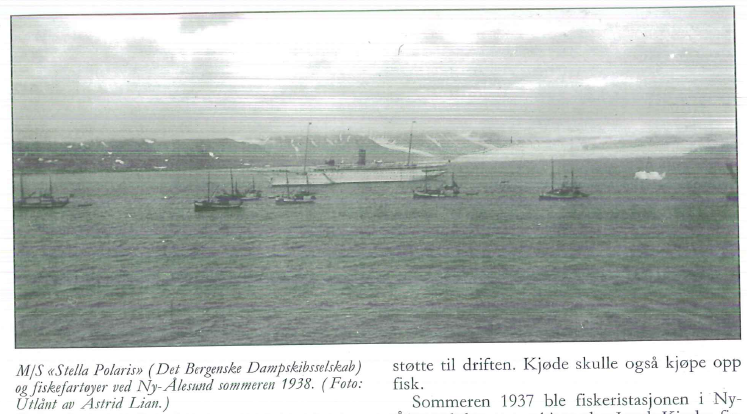 M/S «Stella Polaris» (Det Bergenske Dampskibsselskab)
og fiskefartøyer ved Ny-Ålesund sommeren 1938. (Foto:
Utlånt av Astrid Lian.)
støtte til driften. Kjøde skulle også kjøpe opp
fisk.
Sommeren 1937 ble fiskeristasjonen i Ny-